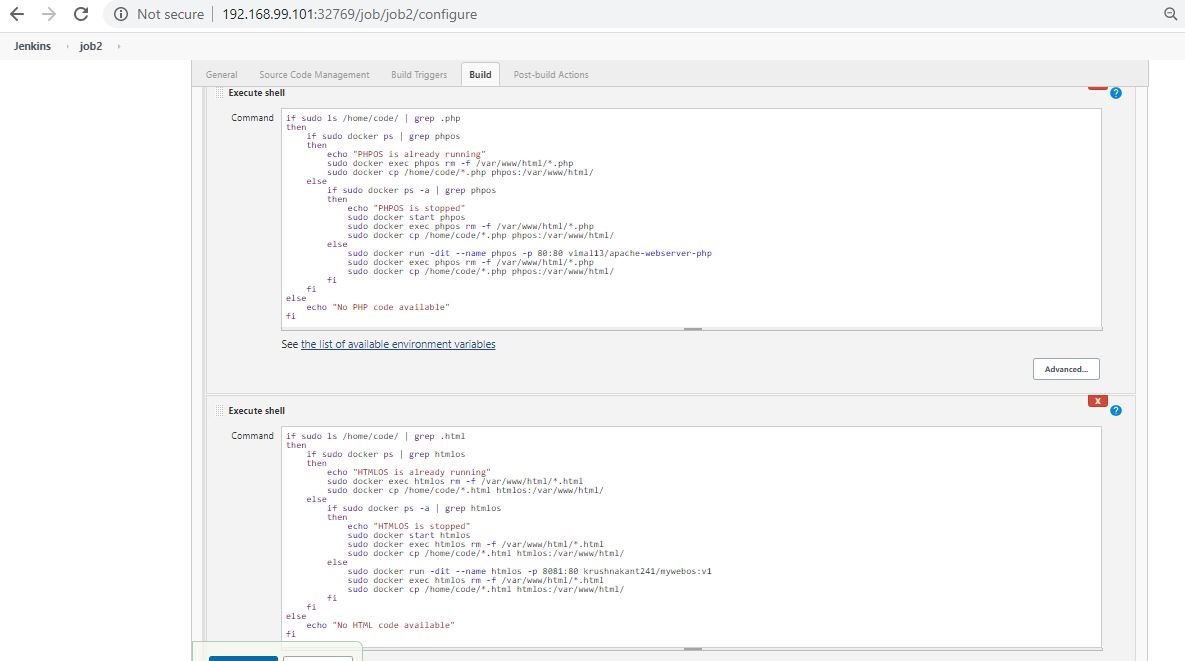 Not secure | 192.168.99.101:32769/job/job2/configure
Jenkins › job2 ›
General Source Code Management Build Triggers Build Post-build Actions
Execute shell
?
Command
if sudo ls /home/code/ | grep .php
then
    if sudo docker ps | grep phpos
    then
        echo "PHPOS is already running"
        sudo docker exec phpos rm -f /var/www/html/*.php
        sudo docker cp /home/code/*.php phpos:/var/www/html/
    else
        if sudo docker ps -a | grep phpos
        then
            echo "PHPOS is stopped"
            sudo docker start phpos
            sudo docker exec phpos rm -f /var/www/html/*.php
            sudo docker cp /home/code/*.php phpos:/var/www/html/
        else
            sudo docker run -dit --name phpos -p 80:80 vimal13/apache-webserver-php
            sudo docker exec phpos rm -f /var/www/html/*.php
            sudo docker cp /home/code/*.php phpos:/var/www/html/
        fi
    fi
else
    echo "No PHP code available"
fi
See the list of available environment variables
Advanced...
X
Execute shell
?
Command
if sudo ls /home/code/ | grep .html
then
    if sudo docker ps | grep htmlos
    then
        echo "HTMLOS is already running"
        sudo docker exec htmlos rm -f /var/www/html/*.html
        sudo docker cp /home/code/*.html htmlos:/var/www/html/
    else
        if sudo docker ps -a | grep htmlos
        then
            echo "HTMLOS is stopped"
            sudo docker start htmlos
            sudo docker exec htmlos rm -f /var/www/html/*.html
            sudo docker cp /home/code/*.html htmlos:/var/www/html/
        else
            sudo docker run -dit --name htmlos -p 8081:80 krushnakant241/mywebos:v1
            sudo docker exec htmlos rm -f /var/www/html/*.html
            sudo docker cp /home/code/*.html htmlos:/var/www/html/
        fi
    fi
else
    echo "No HTML code available"
fi